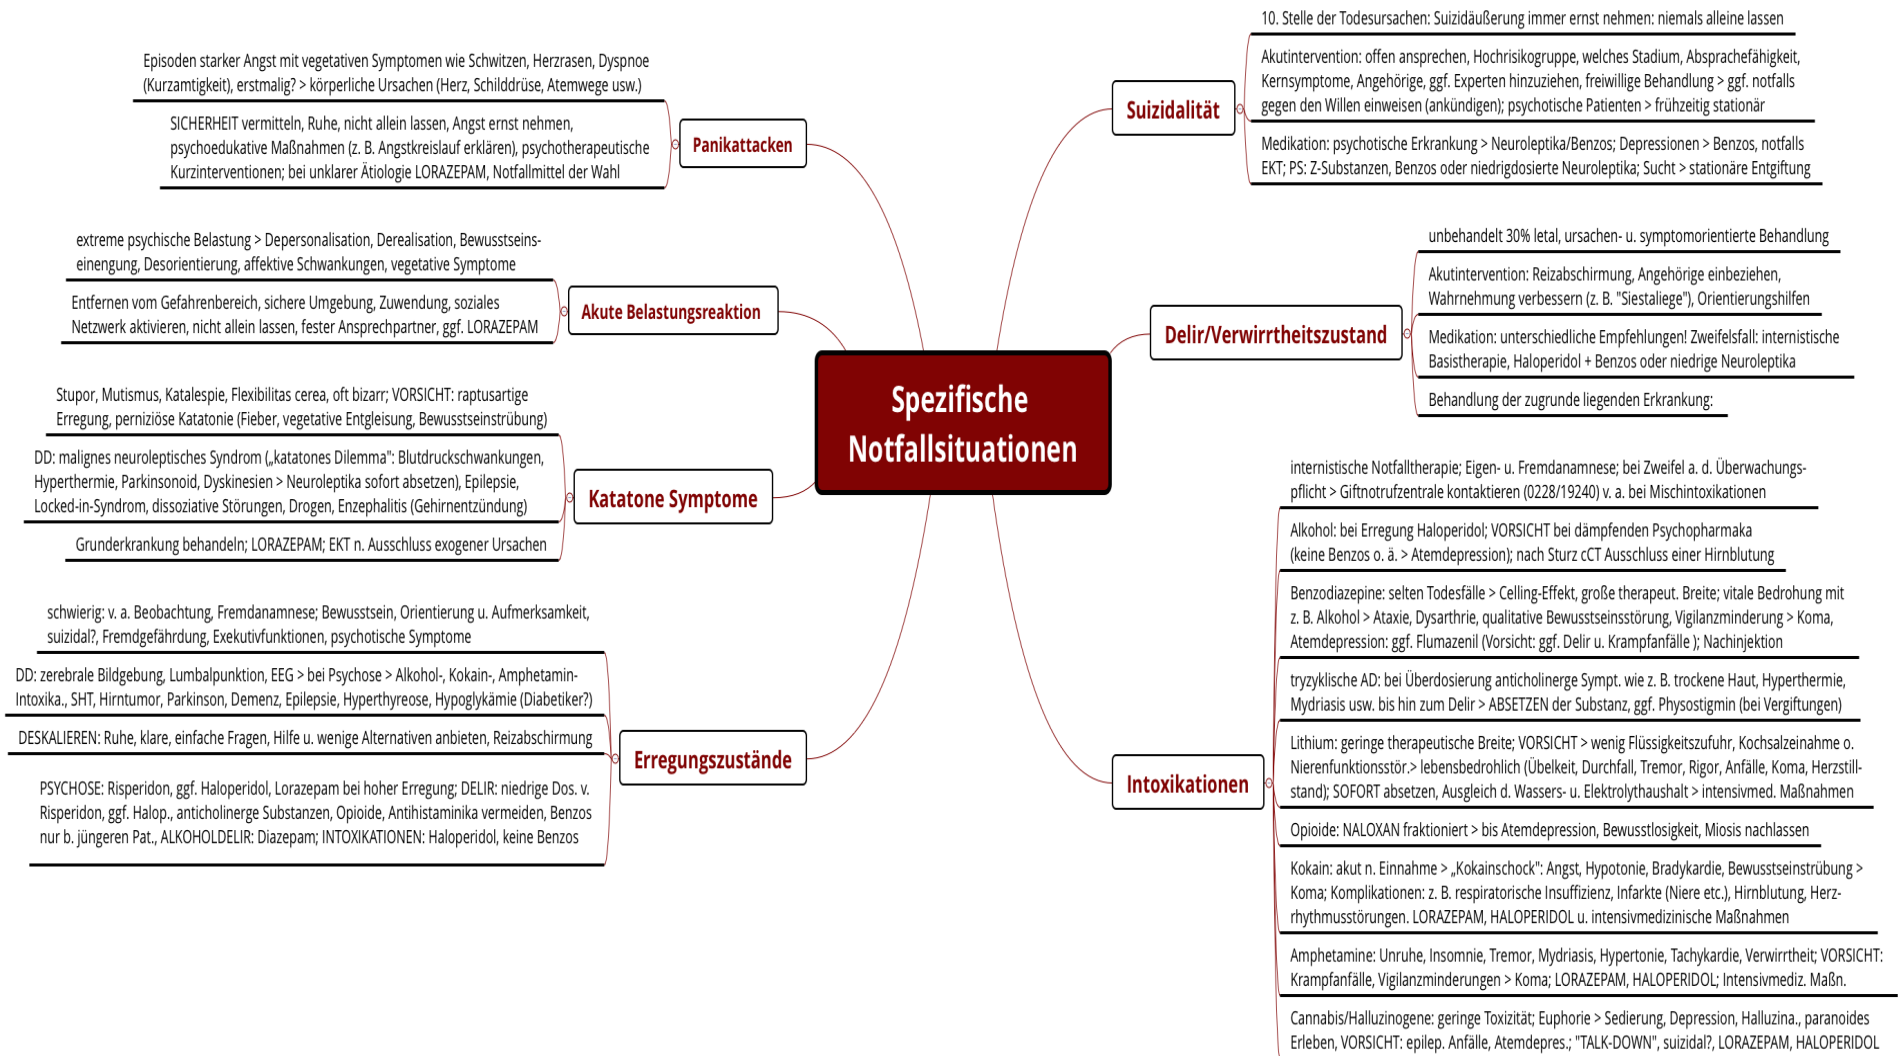 Spezifische
Notfallsituationen
Panikattacken
Episoden starker Angst mit vegetativen Symptomen wie Schwitzen, Herzrasen, Dyspnoe
(Kurzamtigkeit), erstmalig? > körperliche Ursachen (Herz, Schilddrüse, Atemwege usw.)
SICHERHEIT vermitteln, Ruhe, nicht allein lassen, Angst ernst nehmen,
psychoedukative Maßnahmen (z. B. Angstkreislauf erklären), psychotherapeutische
Kurzinterventionen; bei unklarer Ätiologie LORAZEPAM, Notfallmittel der Wahl
Akute Belastungsreaktion
extreme psychische Belastung > Depersonalisation, Derealisation, Bewusstseins-
einengung, Desorientierung, affektive Schwankungen, vegetative Symptome
Entfernen vom Gefahrenbereich, sichere Umgebung, Zuwendung, soziales
Netzwerk aktivieren, nicht allein lassen, fester Ansprechpartner, ggf. LORAZEPAM
Katatone Symptome
Stupor, Mutismus, Katalespie, Flexibilitas cerea, oft bizarr; VORSICHT: raptusartige
Erregung, perniziöse Katatonie (Fieber, vegetative Entgleisung, Bewusstseinstrübung)
DD: malignes neuroleptisches Syndrom („katatones Dilemma": Blutdruckschwankungen,
Hyperthermie, Parkinsonoid, Dyskinesien > Neuroleptika sofort absetzen), Epilepsie,
Locked-in-Syndrom, dissoziative Störungen, Drogen, Enzephalitis (Gehirnentzündung)
Grunderkrankung behandeln; LORAZEPAM; EKT n. Ausschluss exogener Ursachen
Erregungszustände
schwierig: v. a. Beobachtung, Fremdanamnese; Bewusstsein, Orientierung u. Aufmerksamkeit,
suizidal?, Fremdgefährdung, Exekutivfunktionen, psychotische Symptome
DD: zerebrale Bildgebung, Lumbalpunktion, EEG > bei Psychose > Alkohol-, Kokain-, Amphetamin-
Intoxika., SHT, Hirntumor, Parkinson, Demenz, Epilepsie, Hyperthyreose, Hypoglykämie (Diabetiker?)
DESKALIEREN: Ruhe, klare, einfache Fragen, Hilfe u. wenige Alternativen anbieten, Reizabschirmung
PSYCHOSE: Risperidon, ggf. Haloperidol, Lorazepam bei hoher Erregung; DELIR: niedrige Dos. v.
Risperidon, ggf. Halop., anticholinerge Substanzen, Opioide, Antihistaminika vermeiden, Benzos
nur b. jüngeren Pat., ALKOHOLDELIR: Diazepam; INTOXIKATIONEN: Haloperidol, keine Benzos
Suizidalität
10. Stelle der Todesursachen: Suizidäußerung immer ernst nehmen: niemals alleine lassen
Akutintervention: offen ansprechen, Hochrisikogruppe, welches Stadium, Absprachefähigkeit,
Kernsymptome, Angehörige, ggf. Experten hinzuziehen, freiwillige Behandlung > ggf. notfalls
gegen den Willen einweisen (ankündigen); psychotische Patienten > frühzeitig stationär
Medikation: psychotische Erkrankung > Neuroleptika/Benzos; Depressionen > Benzos, notfalls
EKT; PS: Z-Substanzen, Benzos oder niedrigdosierte Neuroleptika; Sucht > stationäre Entgiftung
Delir/Verwirrtheitszustand
unbehandelt 30% letal, ursachen- u. symptomorientierte Behandlung
Akutintervention: Reizabschirmung, Angehörige einbeziehen,
Wahrnehmung verbessern (z. B. "Siestaliege"), Orientierungshilfen
Medikation: unterschiedliche Empfehlungen! Zweifelsfall: internistische
Basistherapie, Haloperidol + Benzos oder niedrige Neuroleptika
Behandlung der zugrunde liegenden Erkrankung:
Intoxikationen
internistische Notfalltherapie; Eigen- u. Fremdanamnese; bei Zweifel a. d. Überwachungs-
pflicht > Giftnotrufzentrale kontaktieren (0228/19240) v. a. bei Mischintoxikationen
Alkohol: bei Erregung Haloperidol; VORSICHT bei dämpfenden Psychopharmaka
(keine Benzos o. ä. > Atemdepression); nach Sturz cCT Ausschluss einer Hirnblutung
Benzodiazepine: selten Todesfälle > Celling-Effekt, große therapeut. Breite; vitale Bedrohung mit
z. B. Alkohol > Ataxie, Dysarthrie, qualitative Bewusstseinsstörung, Vigilanzminderung > Koma,
Atemdepression: ggf. Flumazenil (Vorsicht: ggf. Delir u. Krampfanfälle ); Nachinjektion
tryzyklische AD: bei Überdosierung anticholinerge Sympt. wie z. B. trockene Haut, Hyperthermie,
Mydriasis usw. bis hin zum Delir > ABSETZEN der Substanz, ggf. Physostigmin (bei Vergiftungen)
Lithium: geringe therapeutische Breite; VORSICHT > wenig Flüssigkeitszufuhr, Kochsalzeinahme o.
Nierenfunktionsstör.> lebensbedrohlich (Übelkeit, Durchfall, Tremor, Rigor, Anfälle, Koma, Herzstill-
stand); SOFORT absetzen, Ausgleich d. Wassers- u. Elektrolythaushalt > intensivmed. Maßnahmen
Opioide: NALOXAN fraktioniert > bis Atemdepression, Bewusstlosigkeit, Miosis nachlassen
Kokain: akut n. Einnahme > „Kokainschock": Angst, Hypotonie, Bradykardie, Bewusstseintrübung >
Koma; Komplikationen: z. B. respiratorische Insuffizienz, Infarkte (Niere etc.), Hirnblutung, Herz-
rhythmusstörungen. LORAZEPAM, HALOPERIDOL u. intensivmedizinische Maßnahmen
Amphetamine: Unruhe, Insomnie, Tremor, Mydriasis, Hypertonie, Tachykardie, Verwirrtheit; VORSICHT:
Krampfanfälle, Vigilanzminderungen > Koma; LORAZEPAM, HALOPERIDOL; Intensivmediz. Maßn.
Cannabis/Halluzinogene: geringe Toxizität; Euphorie > Sedierung, Depression, Halluzina., paranoides
Erleben, VORSICHT: epilep. Anfälle, Atemdepres.; "TALK-DOWN", suizidal?, LORAZEPAM, HALOPERIDOL